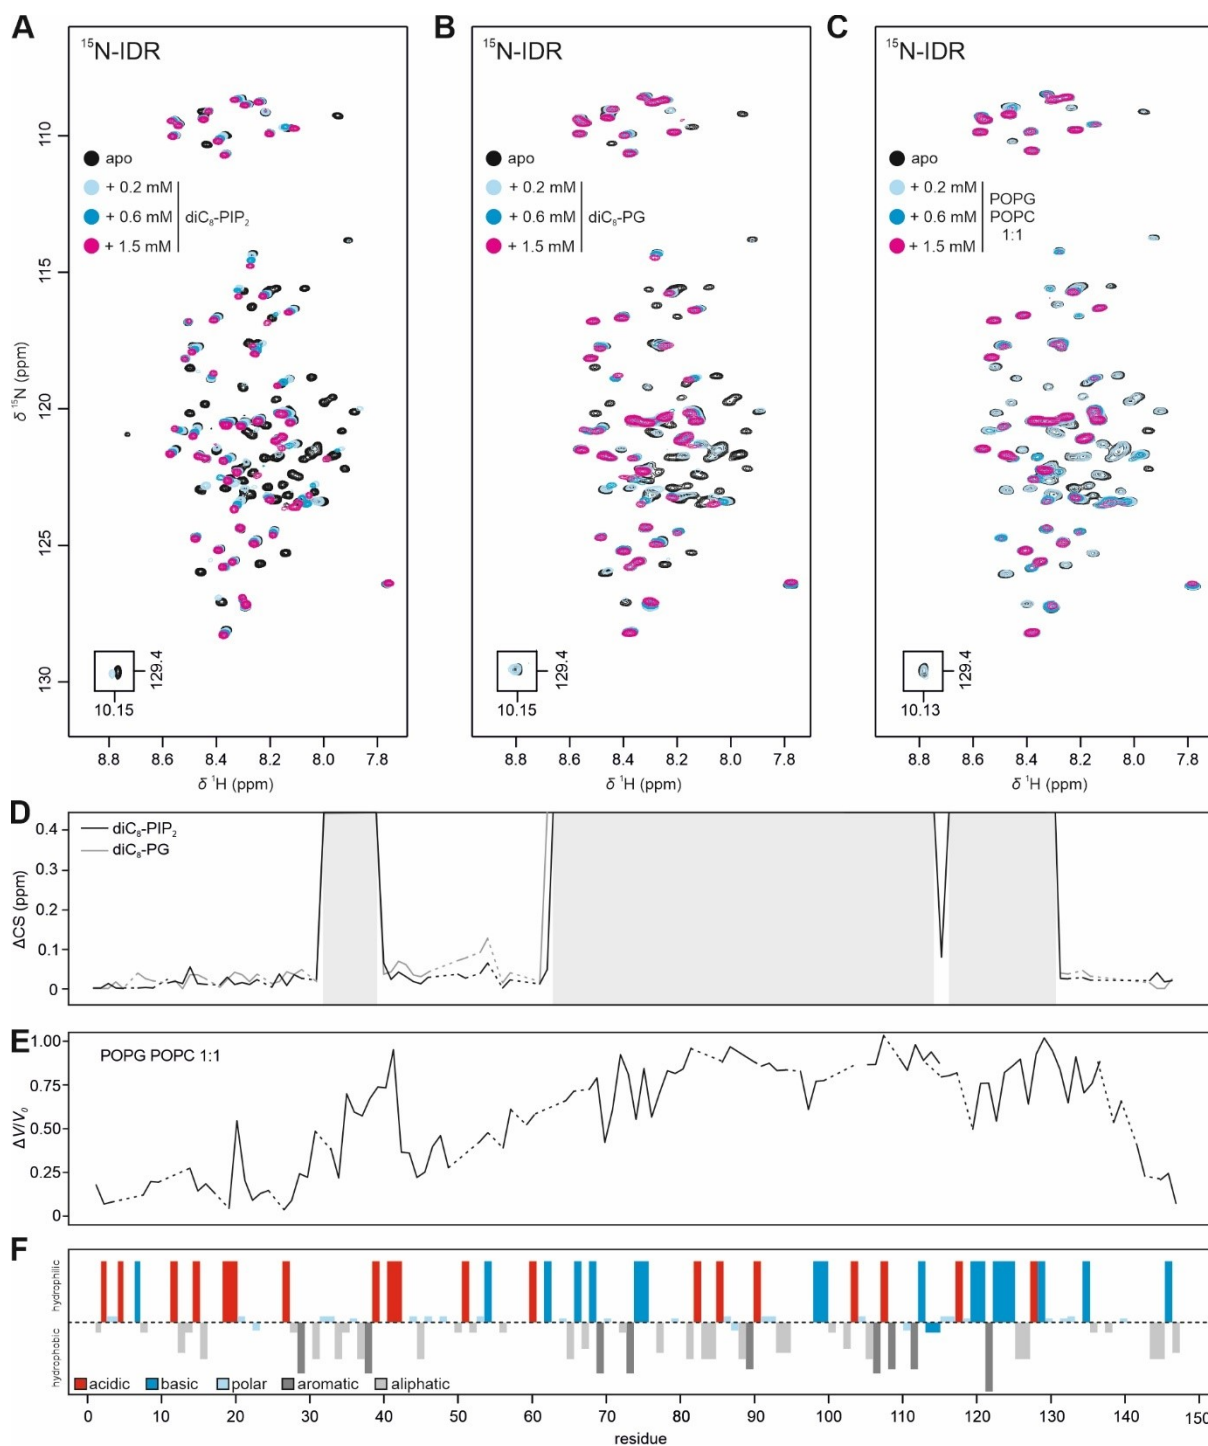 A
¹⁵N-IDR
apo
+ 0.2 mM
+ 0.6 mM
+ 1.5 mM
diC₈-PIP₂
110
115
120
125
130
δ ¹⁵N (ppm)
129.4
10.15
8.8 8.6 8.4 8.2 8.0 7.8
δ ¹H (ppm)
B
¹⁵N-IDR
apo
+ 0.2 mM
+ 0.6 mM
+ 1.5 mM
diC₈-PG
129.4
10.15
8.8 8.6 8.4 8.2 8.0 7.8
δ ¹H (ppm)
C
¹⁵N-IDR
apo
+ 0.2 mM
+ 0.6 mM
+ 1.5 mM
POPG
POPC
1:1
129.4
10.13
8.8 8.6 8.4 8.2 8.0 7.8
δ ¹H (ppm)
D
diC₈-PIP₂
diC₈-PG
0.4
0.3
0.2
0.1
0
ΔCS (ppm)
E
POPG POPC 1:1
1.00
0.75
0.50
0.25
0
ΔV/V₀
F
hydrophilic
hydrophobic
acidic basic polar aromatic aliphatic
0 10 20 30 40 50 60 70 80 90 100 110 120 130 140 150
residue